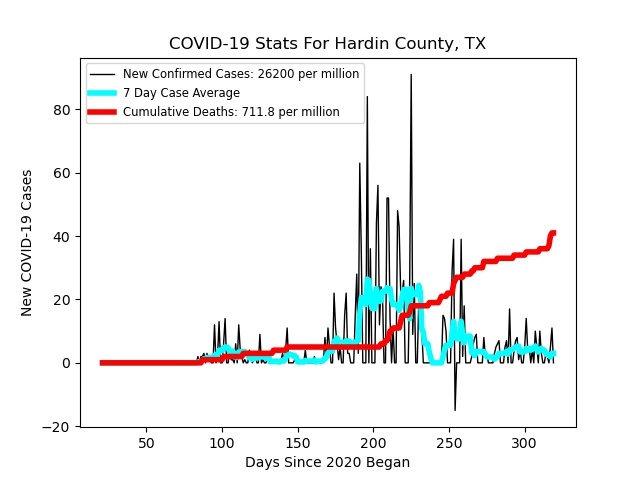 COVID-19 Stats For Hardin County, TX
New Confirmed Cases: 26200 per million
7 Day Case Average
Cumulative Deaths: 711.8 per million
New COVID-19 Cases
80
60
40
20
0
−20
50 100 150 200 250 300
Days Since 2020 Began